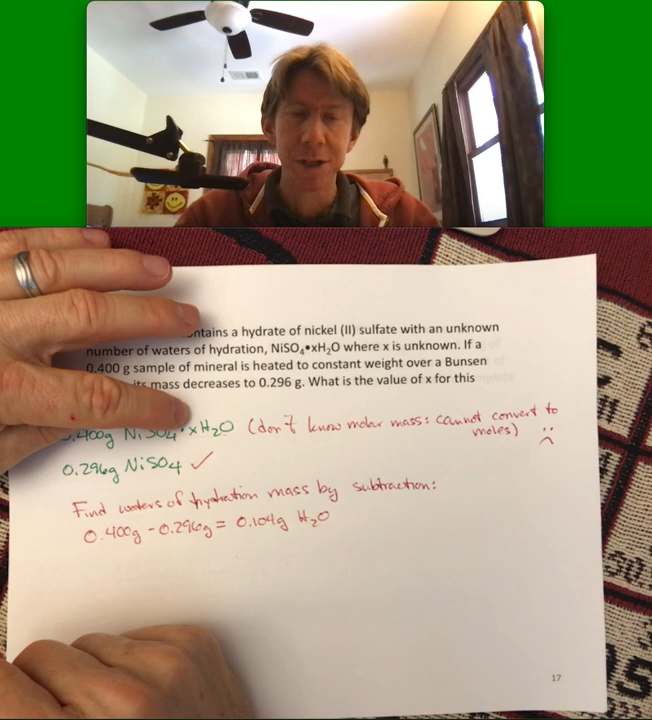 ntains a hydrate of nickel (II) sulfate with an unknown
number of waters of hydration, NiSO₄•xH₂O where x is unknown. If a
0.400 g sample of mineral is heated to constant weight over a Bunsen
its mass decreases to 0.296 g. What is the value of x for this
0.400g NiSO₄•xH₂O (don't know molar mass: cannot convert to
moles) :(
0.296g NiSO₄ ✓
Find waters of hydration mass by subtraction:
0.400g - 0.296g = 0.104g H₂O
17